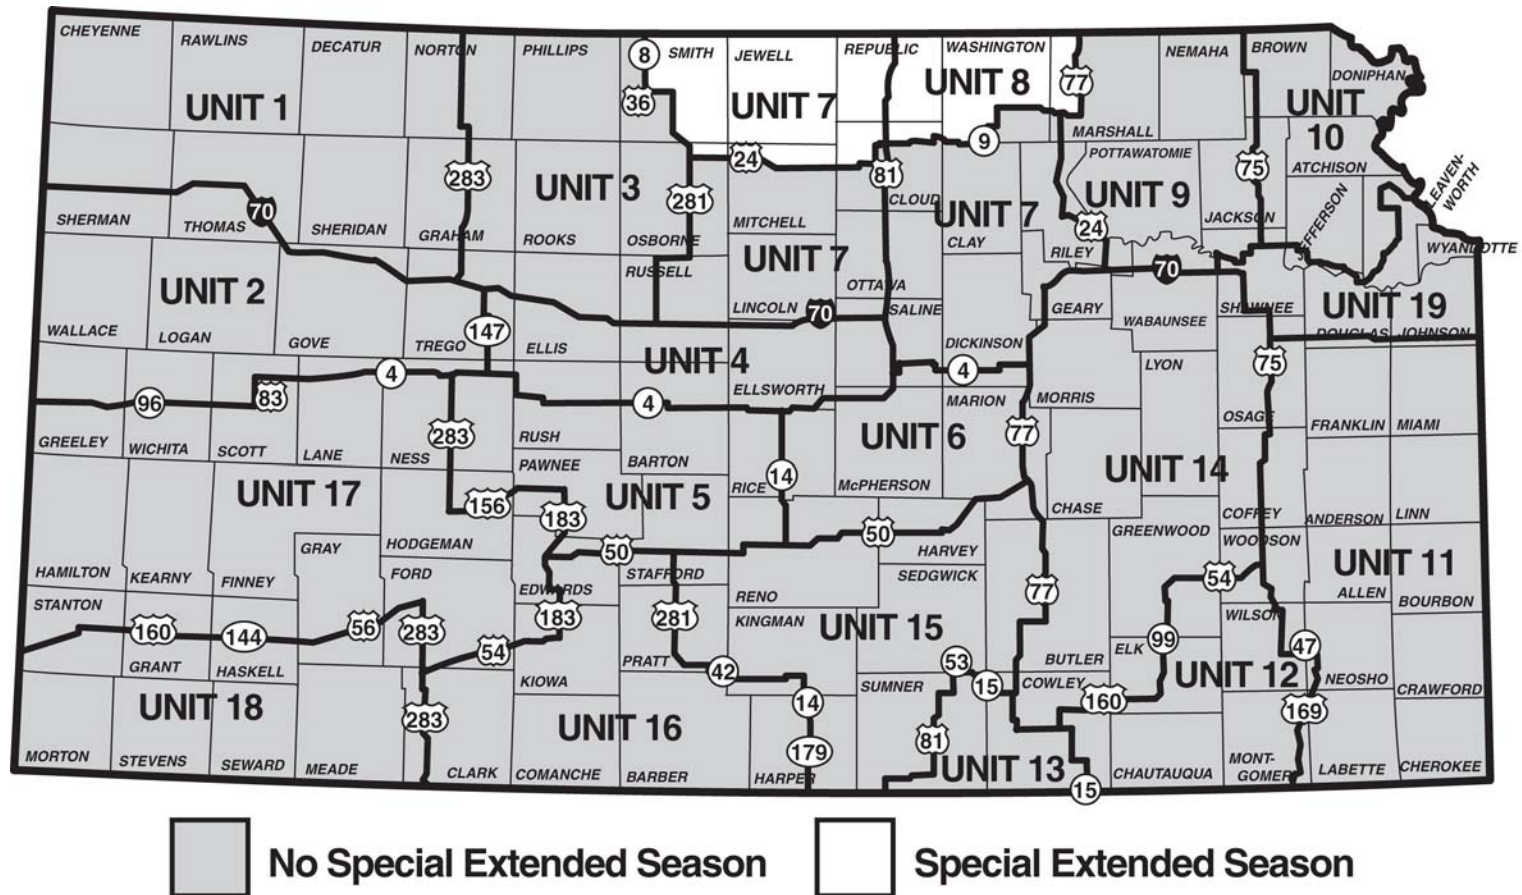 CHEYENNE
RAWLINS
DECATUR
NORTON
PHILLIPS
8
SMITH
JEWELL
REPUBLIC
WASHINGTON
NEMAHA
BROWN
DONIPHAN
36
77
UNIT 1
UNIT 7
UNIT 8
UNIT
10
MARSHALL
9
24
POTTAWATOMIE
ATCHISON
283
UNIT 3
281
81
CLOUD
UNIT 7
UNIT 9
75
LEAVEN-
WORTH
70
SHERMAN
THOMAS
SHERIDAN
GRAHAM
ROOKS
OSBORNE
MITCHELL
CLAY
24
RILEY
JACKSON
JEFFERSON
WYANDOTTE
RUSSELL
UNIT 7
OTTAWA
70
UNIT 2
LINCOLN
70
SALINE
GEARY
WABAUNSEE
SHAWNEE
UNIT 19
WALLACE
LOGAN
GOVE
TREGO
147
ELLIS
UNIT 4
DICKINSON
DOUGLAS
JOHNSON
96
83
4
4
ELLSWORTH
4
MARION
MORRIS
LYON
75
GREELEY
WICHITA
SCOTT
LANE
NESS
283
RUSH
BARTON
UNIT 6
77
OSAGE
FRANKLIN
MIAMI
PAWNEE
UNIT 17
156
183
UNIT 5
RICE
14
McPHERSON
UNIT 14
CHASE
COFFEY
ANDERSON
LINN
GRAY
HODGEMAN
50
50
HARVEY
GREENWOOD
WOODSON
HAMILTON
KEARNY
FINNEY
FORD
EDWARDS
STAFFORD
SEDGWICK
54
UNIT 11
ALLEN
BOURBON
STANTON
160
144
56
283
183
281
RENO
KINGMAN
UNIT 15
77
WILSON
GRANT
HASKELL
54
KIOWA
PRATT
42
53
15
BUTLER
ELK
99
47
NEOSHO
UNIT 18
283
UNIT 16
14
SUMNER
COWLEY
160
UNIT 12
169
CRAWFORD
MORTON
STEVENS
SEWARD
MEADE
CLARK
COMANCHE
BARBER
HARPER
179
81
UNIT 13
15
CHAUTAUQUA
MONT-
GOMERY
LABETTE
CHEROKEE
No Special Extended Season
Special Extended Season